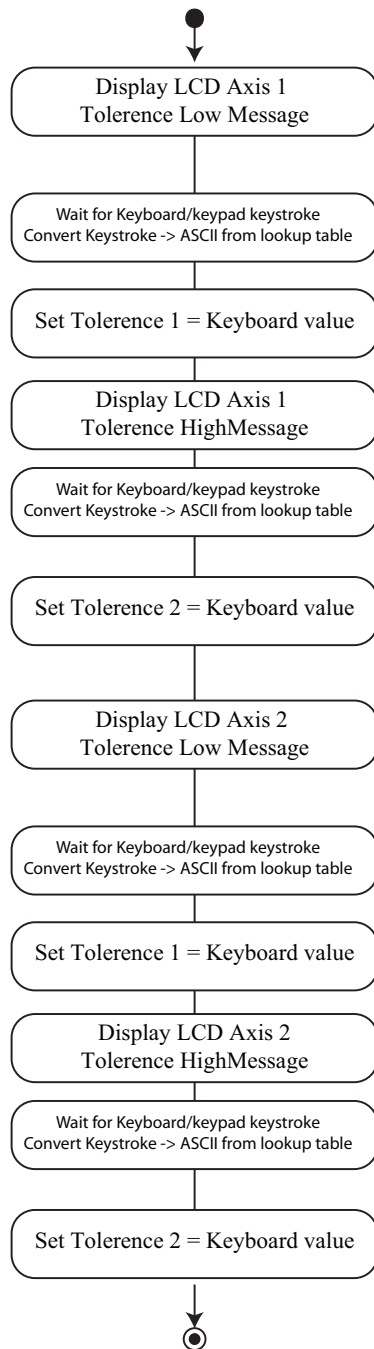 Display LCD Axis 1
Tolerence Low Message
Wait for Keyboard/keypad keystroke
Convert Keystroke -> ASCII from lookup table
Set Tolerence 1 = Keyboard value
Display LCD Axis 1
Tolerence HighMessage
Wait for Keyboard/keypad keystroke
Convert Keystroke -> ASCII from lookup table
Set Tolerence 2 = Keyboard value
Display LCD Axis 2
Tolerence Low Message
Wait for Keyboard/keypad keystroke
Convert Keystroke -> ASCII from lookup table
Set Tolerence 1 = Keyboard value
Display LCD Axis 2
Tolerence HighMessage
Wait for Keyboard/keypad keystroke
Convert Keystroke -> ASCII from lookup table
Set Tolerence 2 = Keyboard value